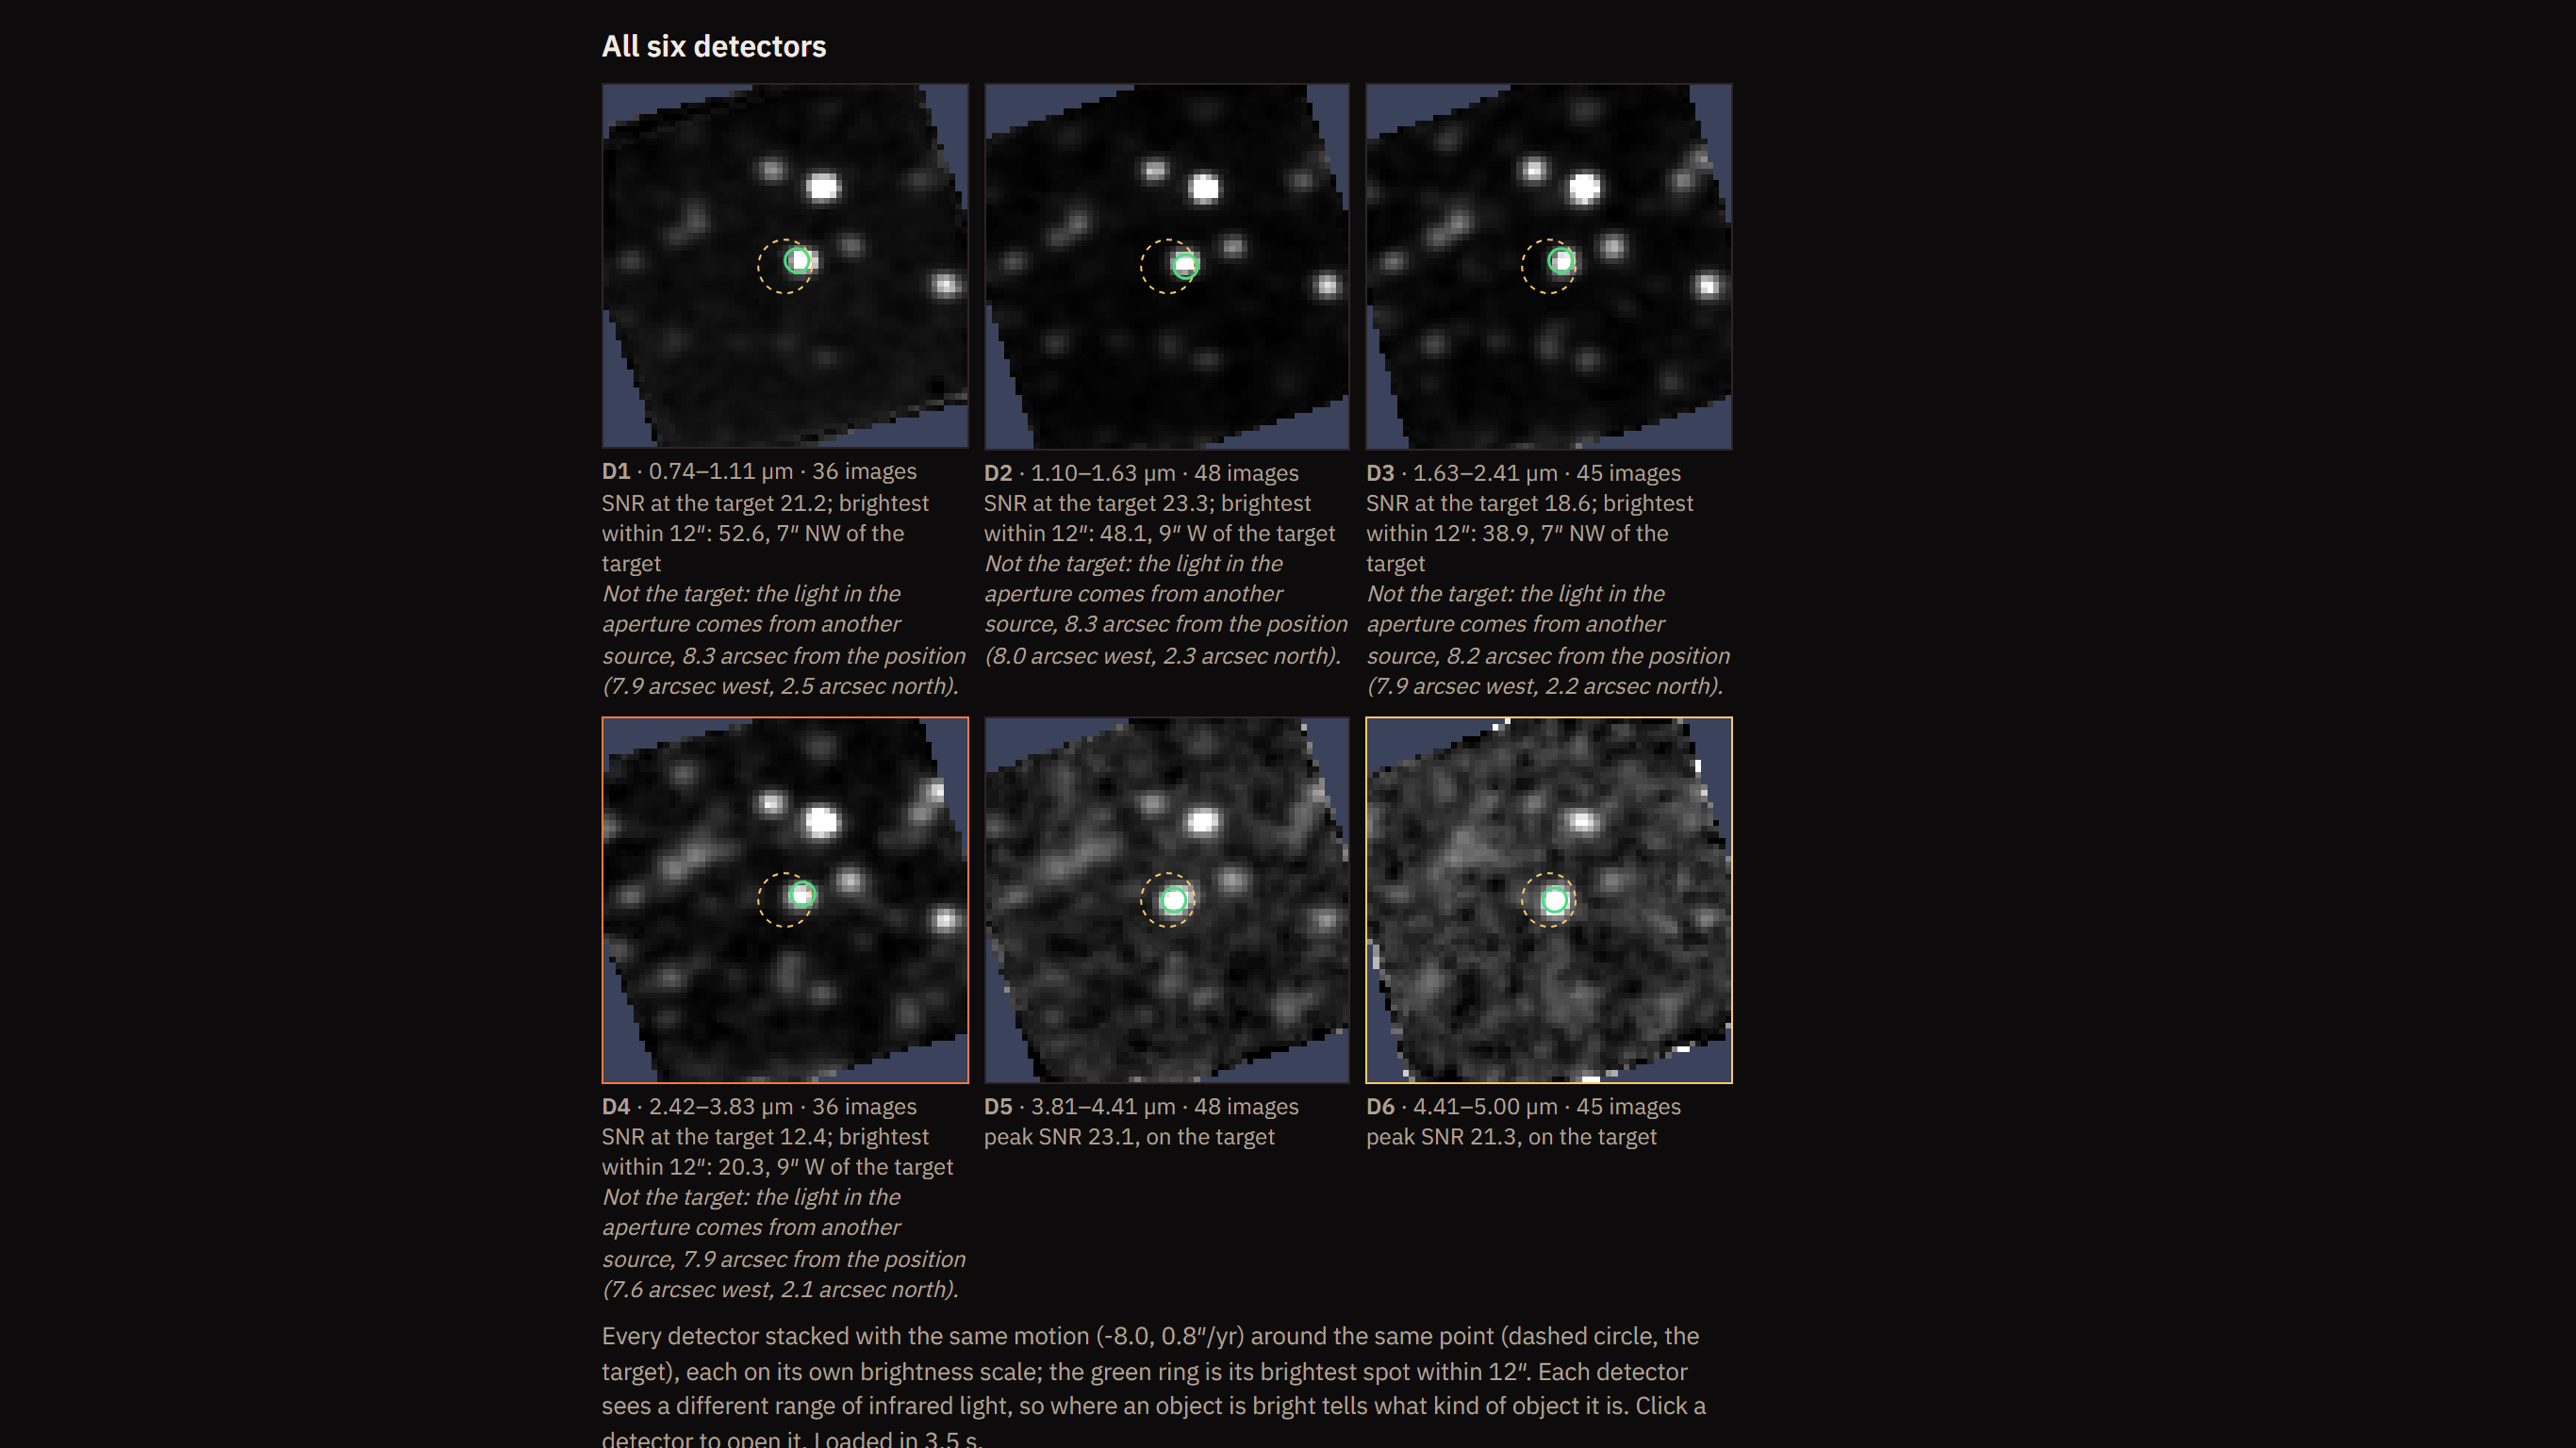 All six detectors
D1 · 0.74–1.11 µm · 36 images
SNR at the target 21.2; brightest
within 12″: 52.6, 7″ NW of the
target
Not the target: the light in the
aperture comes from another
source, 8.3 arcsec from the position
(7.9 arcsec west, 2.5 arcsec north).
D2 · 1.10–1.63 µm · 48 images
SNR at the target 23.3; brightest
within 12″: 48.1, 9″ W of the target
Not the target: the light in the
aperture comes from another
source, 8.3 arcsec from the position
(8.0 arcsec west, 2.3 arcsec north).
D3 · 1.63–2.41 µm · 45 images
SNR at the target 18.6; brightest
within 12″: 38.9, 7″ NW of the
target
Not the target: the light in the
aperture comes from another
source, 8.2 arcsec from the position
(7.9 arcsec west, 2.2 arcsec north).
D4 · 2.42–3.83 µm · 36 images
SNR at the target 12.4; brightest
within 12″: 20.3, 9″ W of the target
Not the target: the light in the
aperture comes from another
source, 7.9 arcsec from the position
(7.6 arcsec west, 2.1 arcsec north).
D5 · 3.81–4.41 µm · 48 images
peak SNR 23.1, on the target
D6 · 4.41–5.00 µm · 45 images
peak SNR 21.3, on the target
Every detector stacked with the same motion (-8.0, 0.8″/yr) around the same point (dashed circle, the
target), each on its own brightness scale; the green ring is its brightest spot within 12″. Each detector
sees a different range of infrared light, so where an object is bright tells what kind of object it is. Click a
detector to open it. Loaded in 3.5 s.